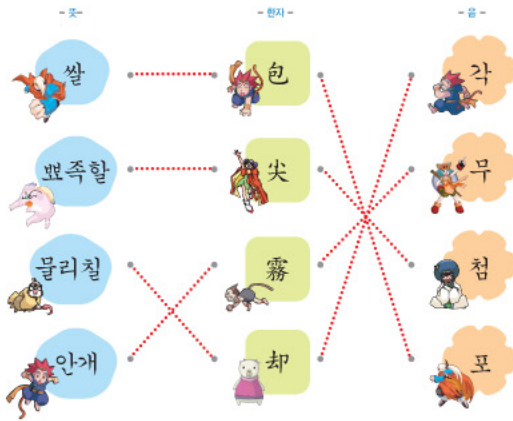 - 뜻 -
- 한자 -
- 음 -
쌀 包 각
뾰족할 尖 무
물리칠 霧 첨
안개 却 포